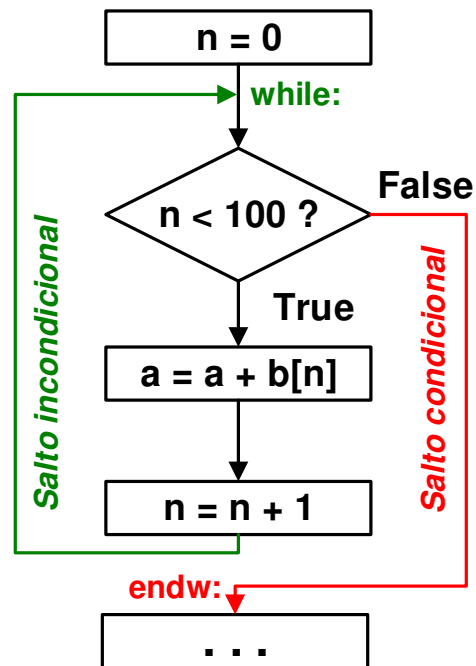 n = 0
while:
False
n < 100 ?
True
Salto incondicional
Salto condicional
a = a + b[n]
n = n + 1
endw:
. . .